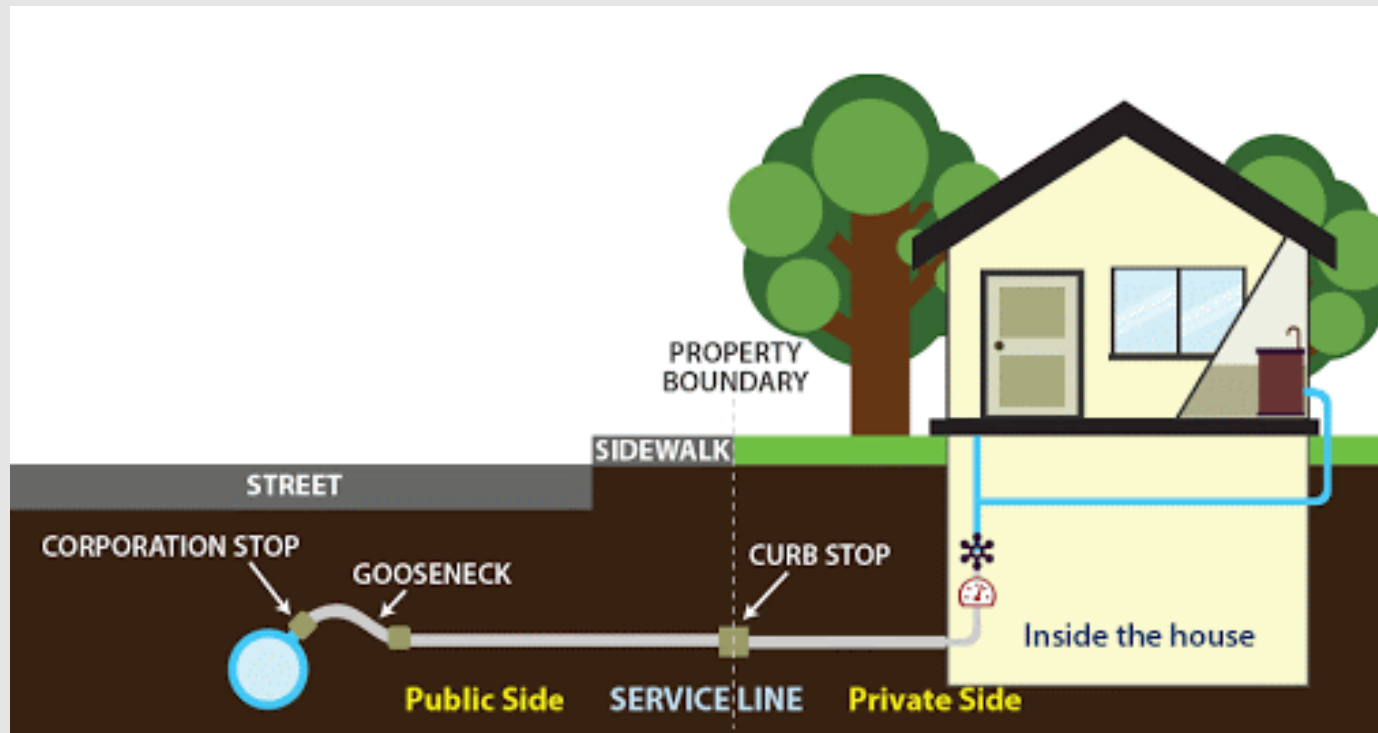 PROPERTY
BOUNDARY
SIDEWALK
STREET
CORPORATION STOP
GOOSENECK
CURB STOP
Inside the house
Public Side
SERVICE LINE
Private Side